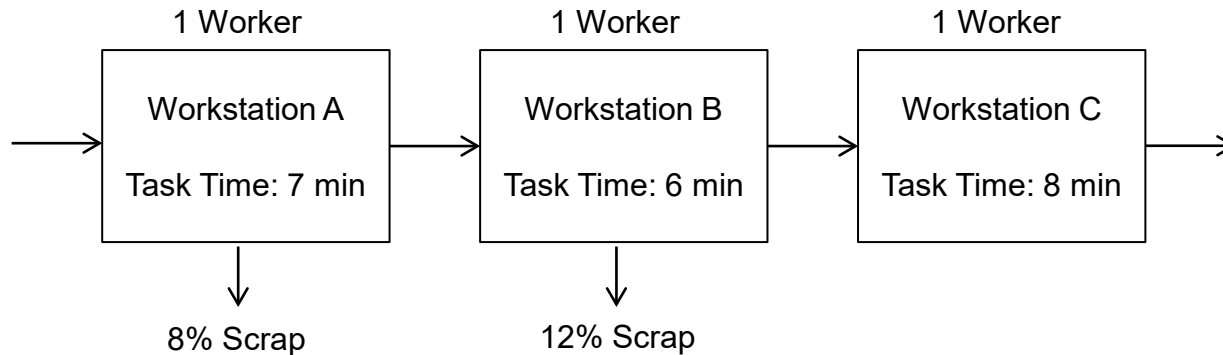 1 Worker
1 Worker
1 Worker
Workstation A
Task Time: 7 min
Workstation B
Task Time: 6 min
Workstation C
Task Time: 8 min
8% Scrap
12% Scrap